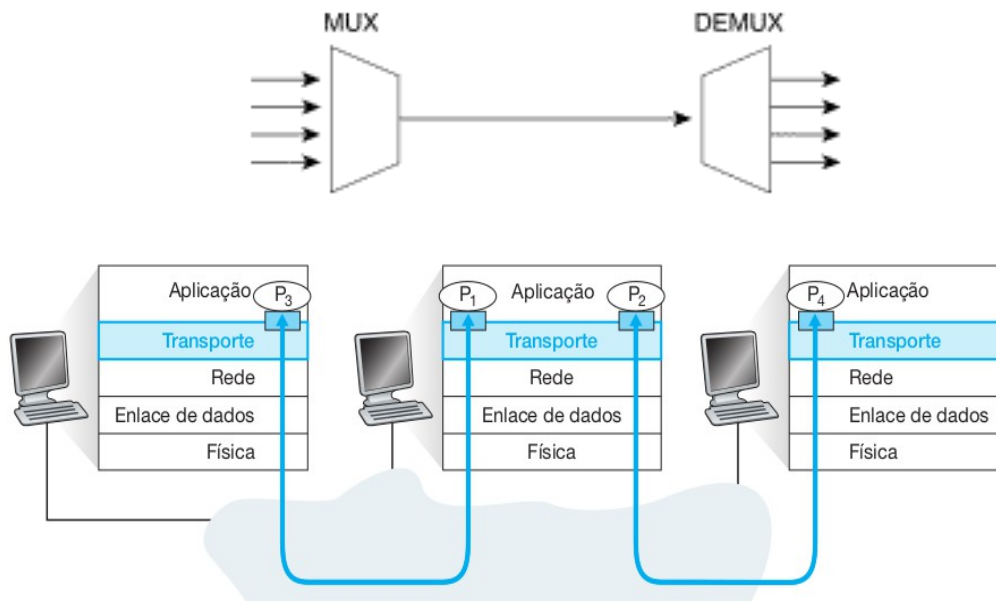 MUX DEMUX
Aplicação P3 P1 Aplicação P2 P4 Aplicação
Transporte Transporte Transporte
Rede Rede Rede
Enlace de dados Enlace de dados Enlace de dados
Física Física Física